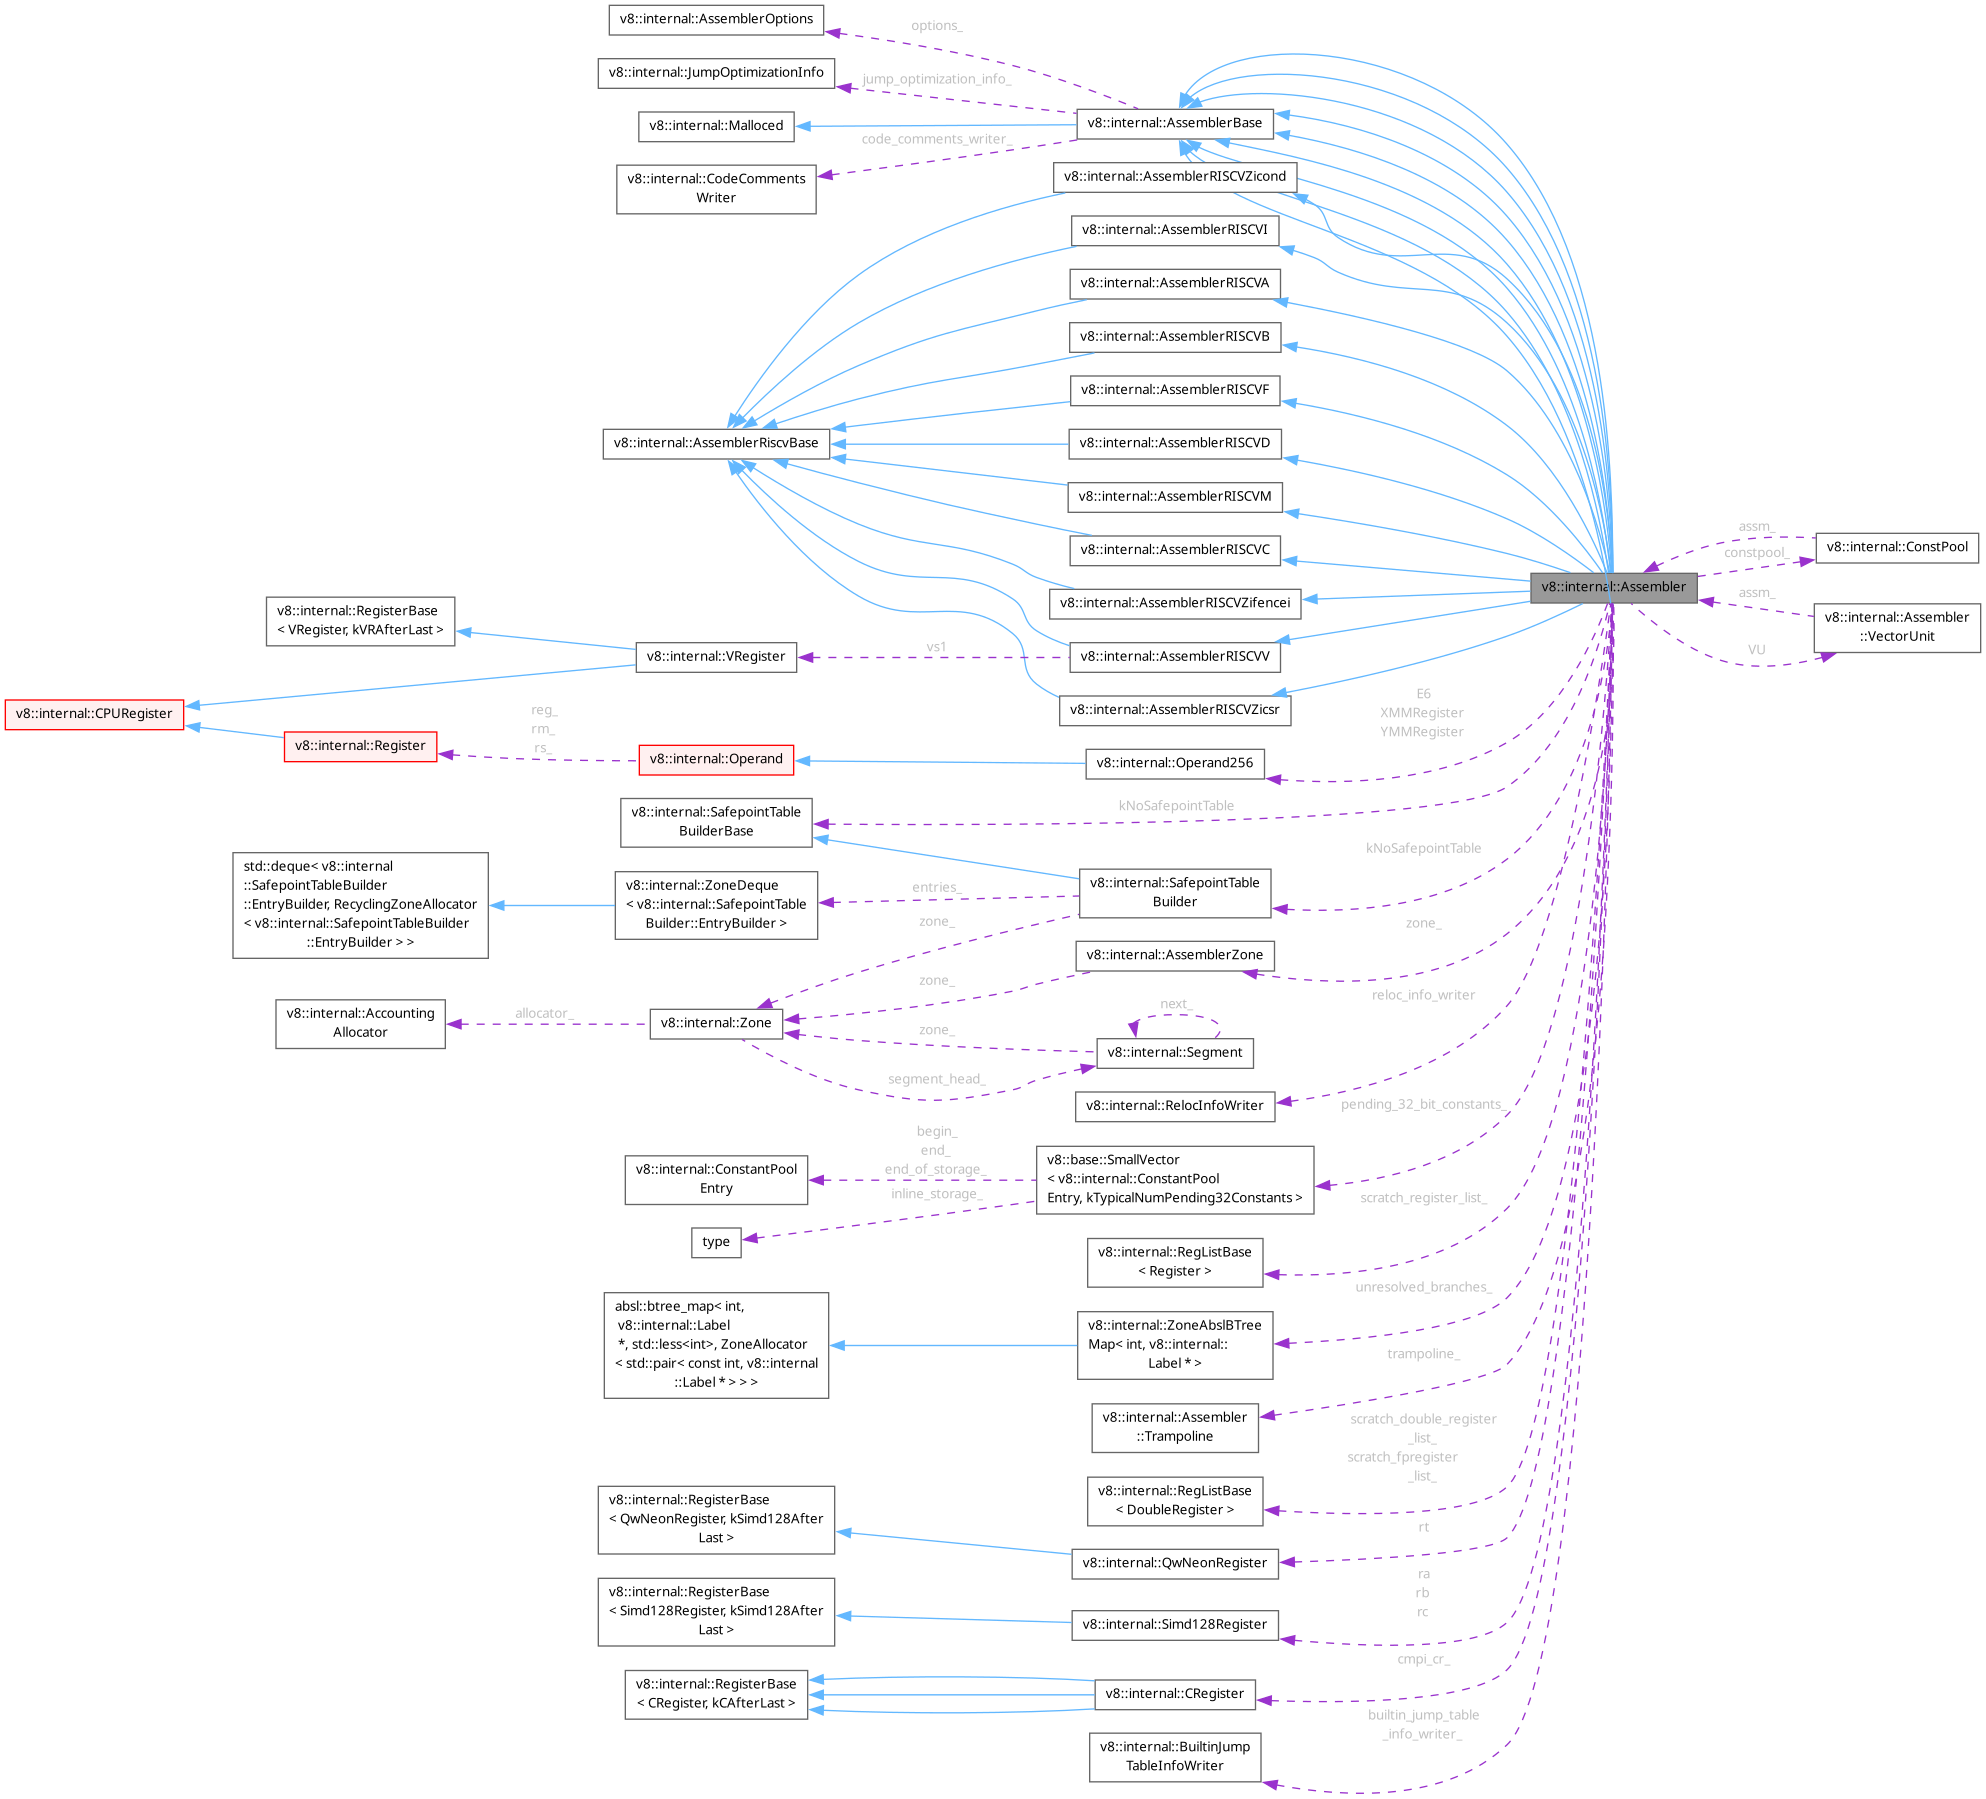 v8::internal::AssemblerOptions
options_
v8::internal::JumpOptimizationInfo
jump_optimization_info_
v8::internal::Malloced
v8::internal::AssemblerBase
code_comments_writer_
v8::internal::CodeComments
Writer
v8::internal::AssemblerRISCVZicond
v8::internal::AssemblerRISCVI
v8::internal::AssemblerRISCVA
v8::internal::AssemblerRISCVB
v8::internal::AssemblerRISCVF
v8::internal::AssemblerRiscvBase
v8::internal::AssemblerRISCVD
v8::internal::AssemblerRISCVM
v8::internal::AssemblerRISCVC
v8::internal::AssemblerRISCVZifencei
v8::internal::AssemblerRISCVV
v8::internal::AssemblerRISCVZicsr
v8::internal::Assembler
assm_
constpool_
v8::internal::ConstPool
assm_
VU
v8::internal::Assembler
::VectorUnit
v8::internal::RegisterBase
< VRegister, kVRAfterLast >
v8::internal::VRegister
vs1
v8::internal::CPURegister
v8::internal::Register
reg_
rm_
rs_
v8::internal::Operand
v8::internal::Operand256
E6
XMMRegister
YMMRegister
v8::internal::SafepointTable
BuilderBase
kNoSafepointTable
std::deque< v8::internal
::SafepointTableBuilder
::EntryBuilder, RecyclingZoneAllocator
< v8::internal::SafepointTableBuilder
::EntryBuilder > >
v8::internal::ZoneDeque
< v8::internal::SafepointTable
Builder::EntryBuilder >
entries_
zone_
v8::internal::SafepointTable
Builder
kNoSafepointTable
v8::internal::AssemblerZone
zone_
zone_
v8::internal::Accounting
Allocator
allocator_
v8::internal::Zone
zone_
segment_head_
next_
v8::internal::Segment
reloc_info_writer
v8::internal::RelocInfoWriter
v8::internal::ConstantPool
Entry
begin_
end_
end_of_storage_
inline_storage_
type
v8::base::SmallVector
< v8::internal::ConstantPool
Entry, kTypicalNumPending32Constants >
pending_32_bit_constants_
scratch_register_list_
v8::internal::RegListBase
< Register >
absl::btree_map< int,
v8::internal::Label
*, std::less<int>, ZoneAllocator
< std::pair< const int, v8::internal
::Label * > > >
v8::internal::ZoneAbslBTree
Map< int, v8::internal::
Label * >
unresolved_branches_
trampoline_
v8::internal::Assembler
::Trampoline
scratch_double_register
_list_
scratch_fpregister
_list_
v8::internal::RegListBase
< DoubleRegister >
v8::internal::RegisterBase
< QwNeonRegister, kSimd128After
Last >
v8::internal::QwNeonRegister
rt
v8::internal::RegisterBase
< Simd128Register, kSimd128After
Last >
v8::internal::Simd128Register
ra
rb
rc
v8::internal::RegisterBase
< CRegister, kCAfterLast >
v8::internal::CRegister
cmpi_cr_
v8::internal::BuiltinJump
TableInfoWriter
builtin_jump_table
_info_writer_